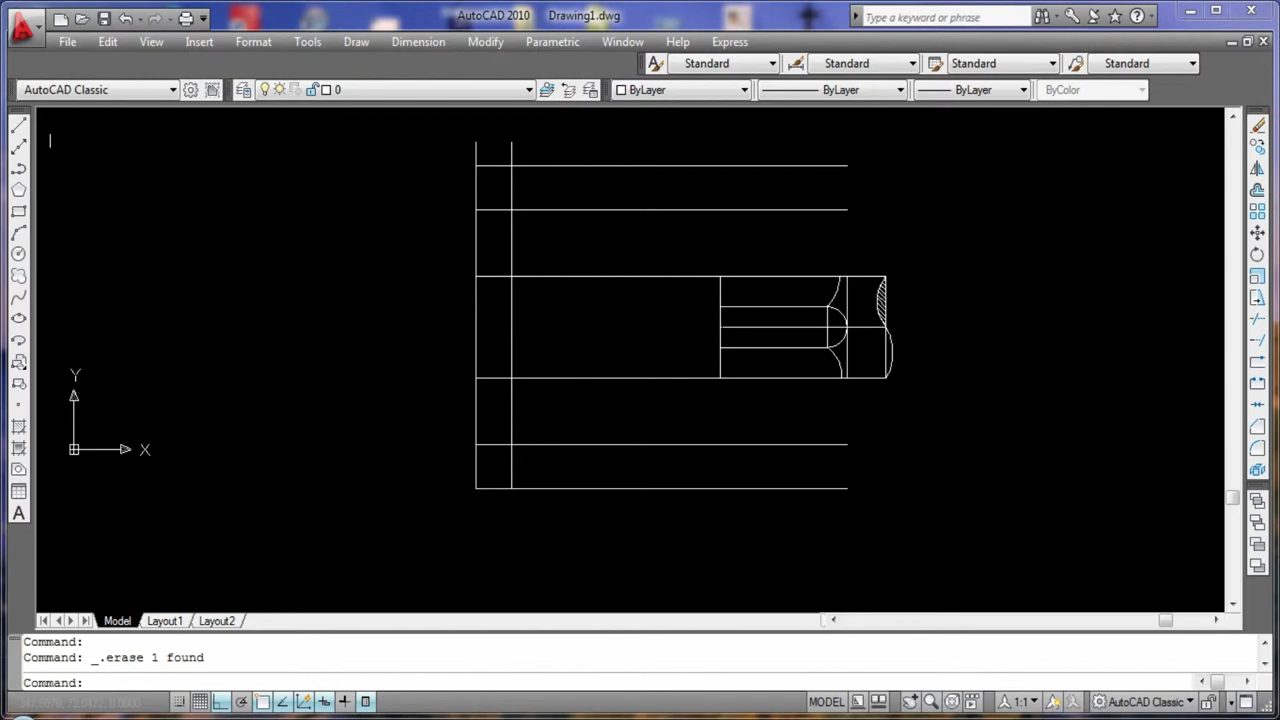 AutoCAD 2010 Drawing1.dwg
Type a keyword or phrase
File Edit View Insert Format Tools Draw Dimension Modify Parametric Window Help Express
Standard Standard Standard Standard
AutoCAD Classic 0 ByLayer ByLayer ByLayer ByColor
Y
X
A
Model Layout1 Layout2
Command:
Command: _.erase 1 found
Command:
MODEL 1:1 AutoCAD Classic